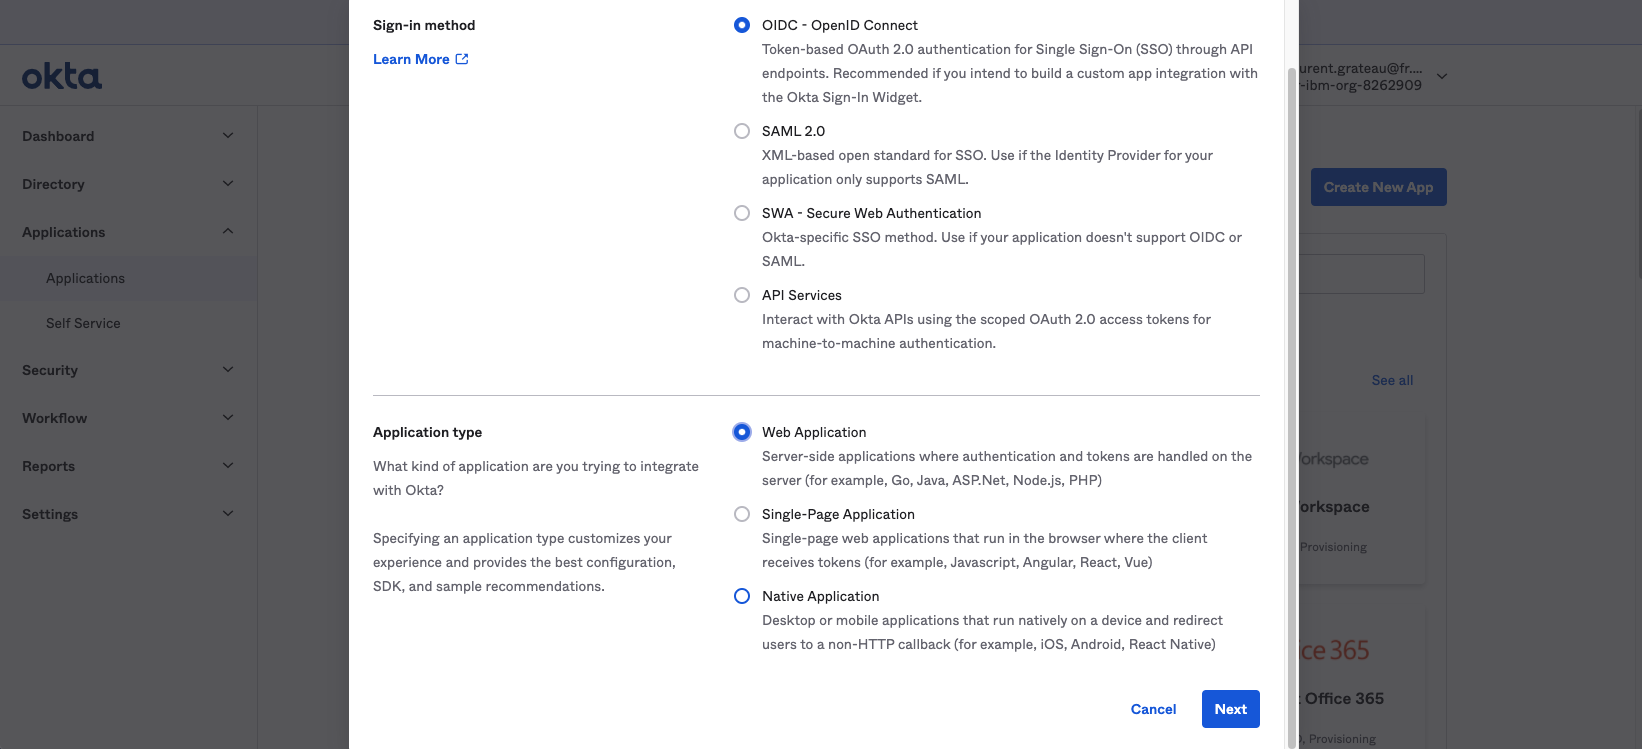 Sign-in method
Learn More
OIDC - OpenID Connect
Token-based OAuth 2.0 authentication for Single Sign-On (SSO) through API
endpoints. Recommended if you intend to build a custom app integration with
the Okta Sign-In Widget.
SAML 2.0
XML-based open standard for SSO. Use if the Identity Provider for your
application only supports SAML.
SWA - Secure Web Authentication
Okta-specific SSO method. Use if your application doesn't support OIDC or
SAML.
API Services
Interact with Okta APIs using the scoped OAuth 2.0 access tokens for
machine-to-machine authentication.
Application type
What kind of application are you trying to integrate
with Okta?
Specifying an application type customizes your
experience and provides the best configuration,
SDK, and sample recommendations.
Web Application
Server-side applications where authentication and tokens are handled on the
server (for example, Go, Java, ASP.Net, Node.js, PHP)
Single-Page Application
Single-page web applications that run in the browser where the client
receives tokens (for example, Javascript, Angular, React, Vue)
Native Application
Desktop or mobile applications that run natively on a device and redirect
users to a non-HTTP callback (for example, iOS, Android, React Native)
Cancel
Next
okta
Dashboard
Directory
Applications
Applications
Self Service
Security
Workflow
Reports
Settings
urent.grateau@fr....
-ibm-org-8262909
Create New App
See all
orkspace
orkspace
Provisioning
ice 365
Office 365
, Provisioning